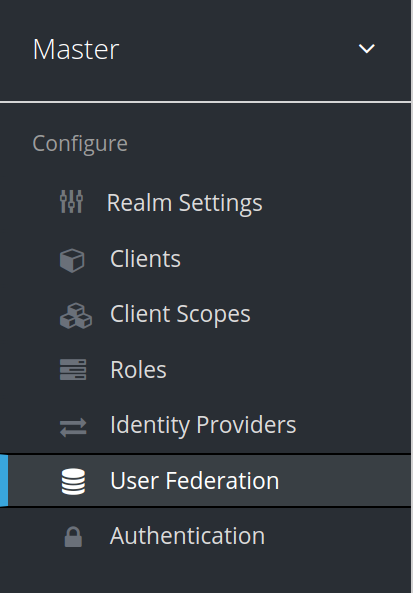 Master
Configure
Realm Settings
Clients
Client Scopes
Roles
Identity Providers
User Federation
Authentication